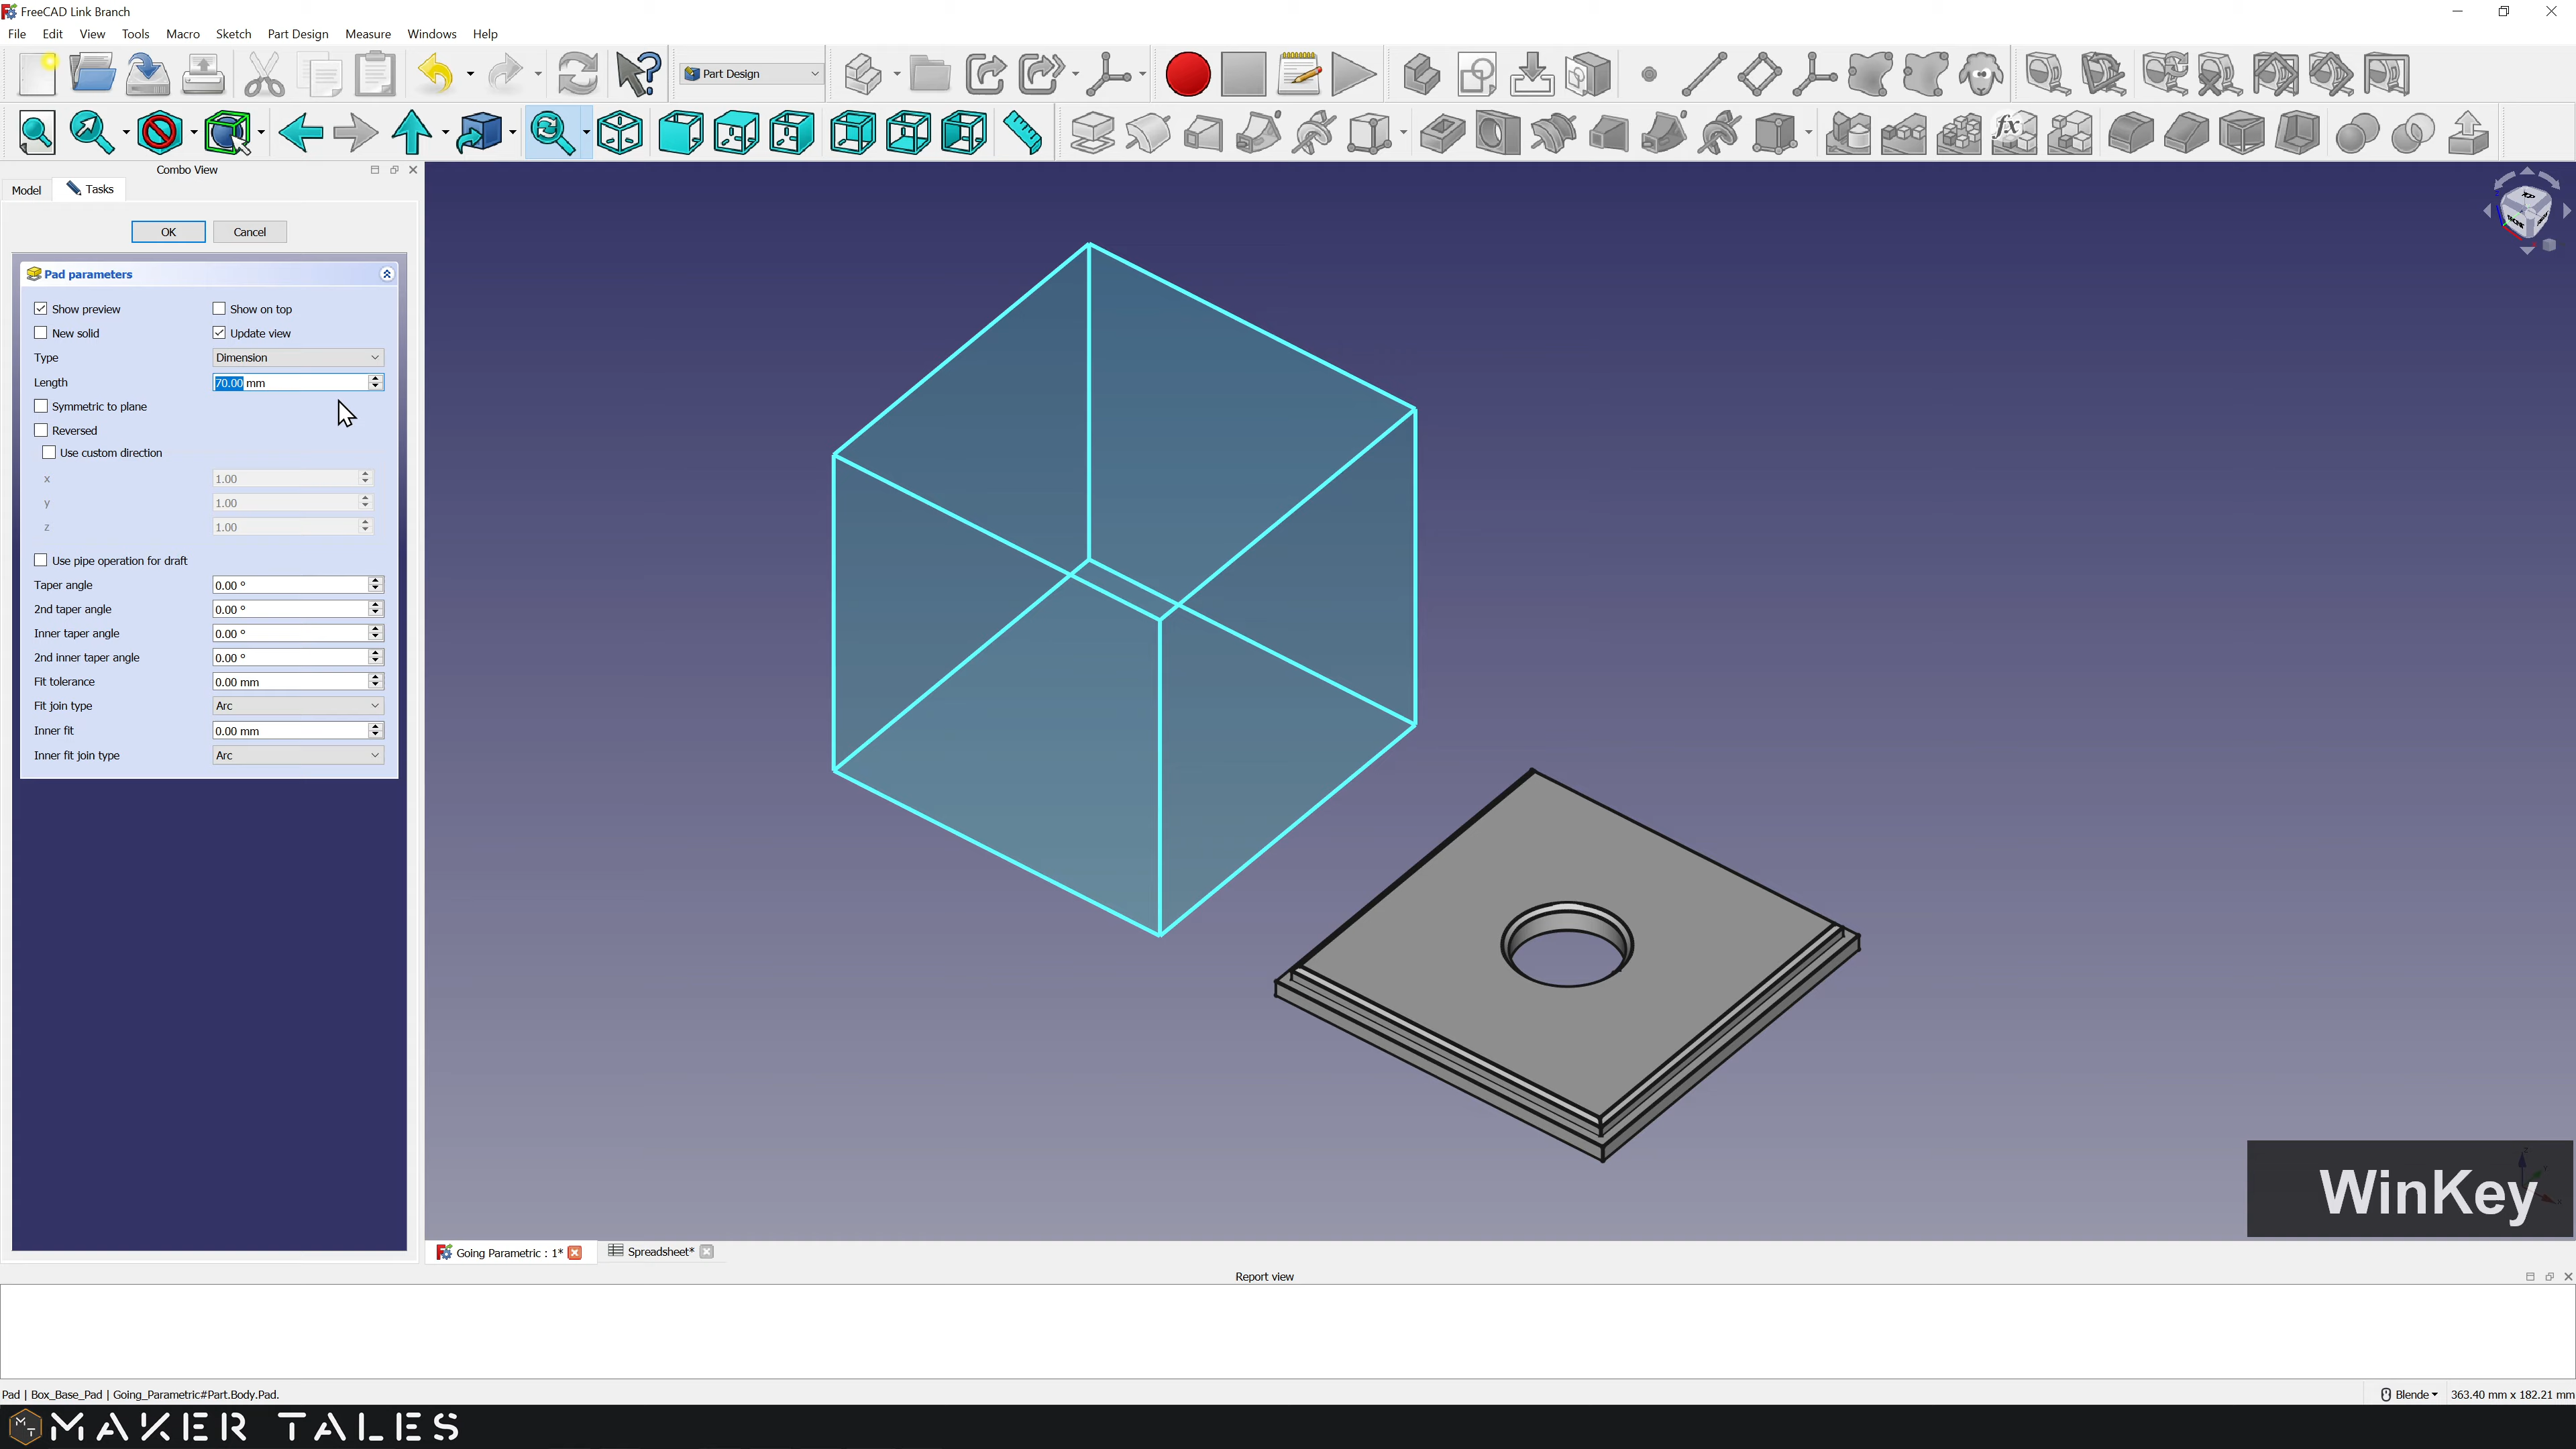 FreeCAD Link Branch
File Edit View Tools Macro Sketch Part Design Measure Windows Help
Part Design
fx
Combo View
Model Tasks
OK Cancel
Pad parameters
Show preview Show on top
New solid Update view
Type Dimension
Length 70.00 mm
Symmetric to plane
Reversed
Use custom direction
x 1.00
y 1.00
z 1.00
Use pipe operation for draft
Taper angle 0.00 °
2nd taper angle 0.00 °
Inner taper angle 0.00 °
2nd inner taper angle 0.00 °
Fit tolerance 0.00 mm
Fit join type Arc
Inner fit 0.00 mm
Inner fit join type Arc
WinKey
Going Parametric : 1* Spreadsheet*
Report view
Pad | Box_Base_Pad | Going_Parametric#Part.Body.Pad.
Blende 363.40 mm x 182.21 mm
MAKER TALES